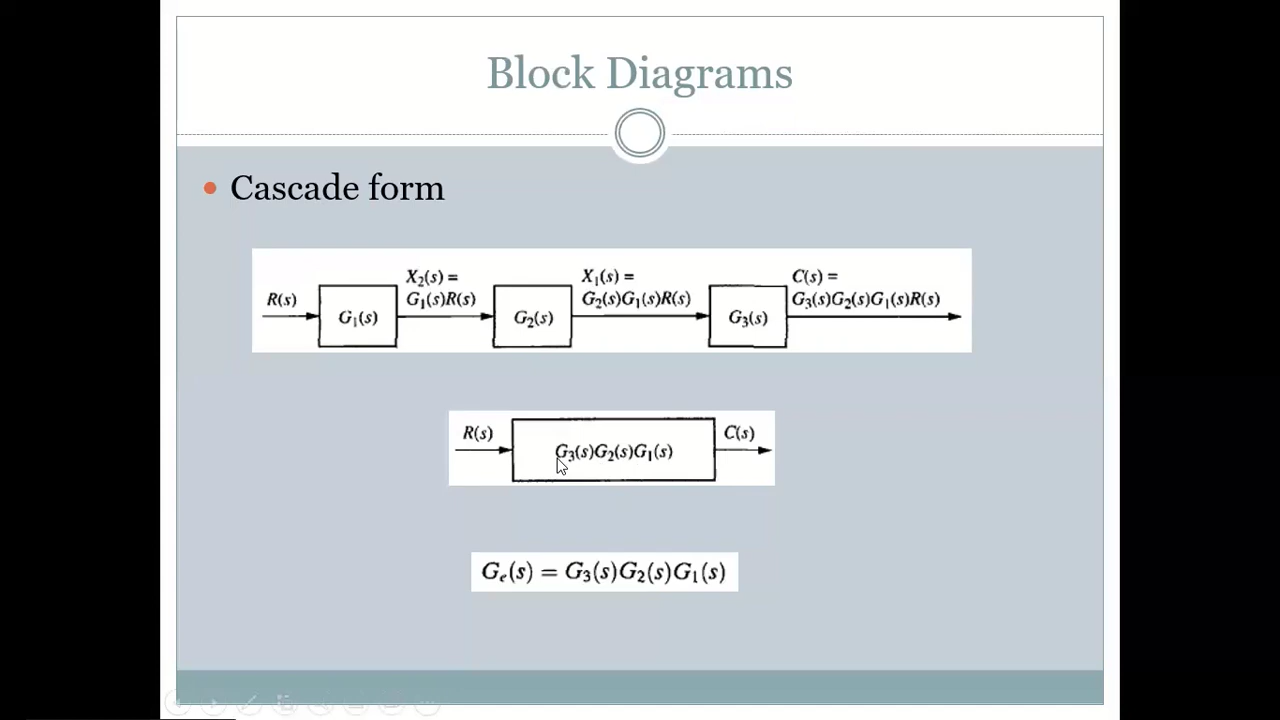 Block Diagrams
Cascade form
R(s)
G₁(s)
X₂(s) =
G₁(s)R(s)
G₂(s)
X₁(s) =
G₂(s)G₁(s)R(s)
G₃(s)
C(s) =
G₃(s)G₂(s)G₁(s)R(s)
R(s)
G₃(s)G₂(s)G₁(s)
C(s)
Gₑ(s) = G₃(s)G₂(s)G₁(s)